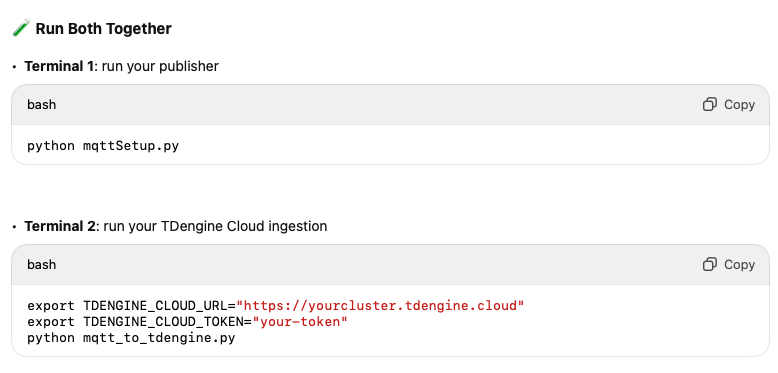 🧪 Run Both Together
• Terminal 1: run your publisher
bash
Copy
python mqttSetup.py
• Terminal 2: run your TDengine Cloud ingestion
bash
Copy
export TDENGINE_CLOUD_URL="https://yourcluster.tdengine.cloud"
export TDENGINE_CLOUD_TOKEN="your-token"
python mqtt_to_tdengine.py